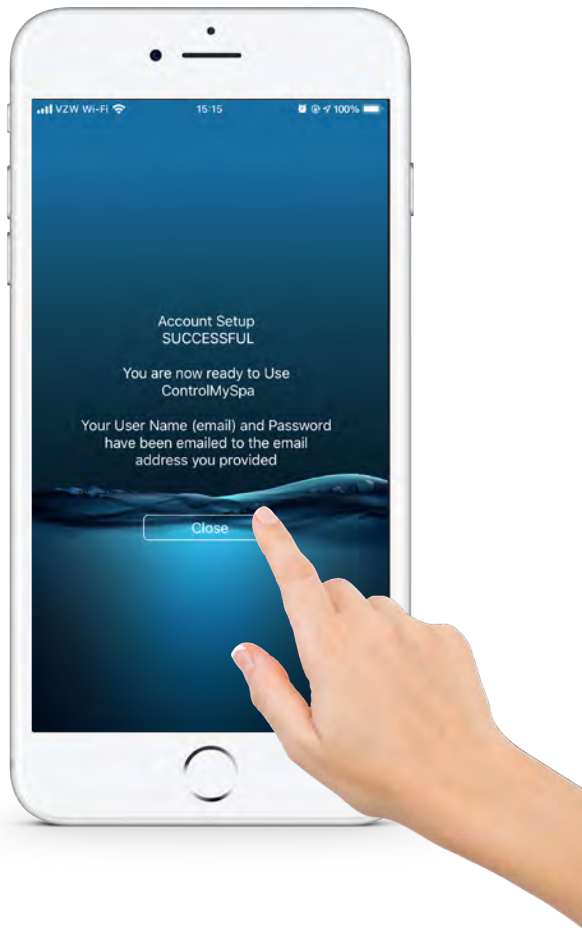 VZW Wi-Fi 15:15 100%
Account Setup
SUCCESSFUL
You are now ready to Use
ControlMySpa
Your User Name (email) and Password
have been emailed to the email
address you provided
Close